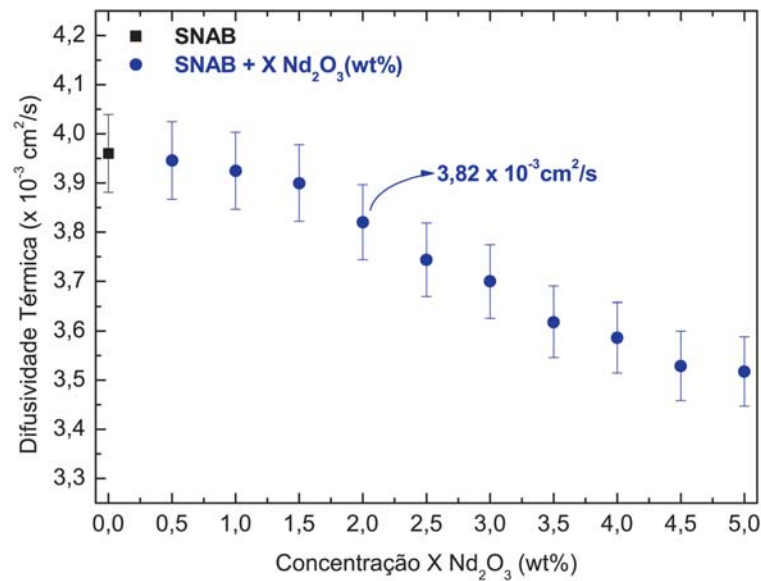 SNAB
SNAB + X Nd₂O₃(wt%)
3,82 x 10⁻³cm²/s
Difusividade Térmica (x 10⁻³ cm²/s)
4,2
4,1
4,0
3,9
3,8
3,7
3,6
3,5
3,4
3,3
0,0 0,5 1,0 1,5 2,0 2,5 3,0 3,5 4,0 4,5 5,0
Concentração X Nd₂O₃ (wt%)